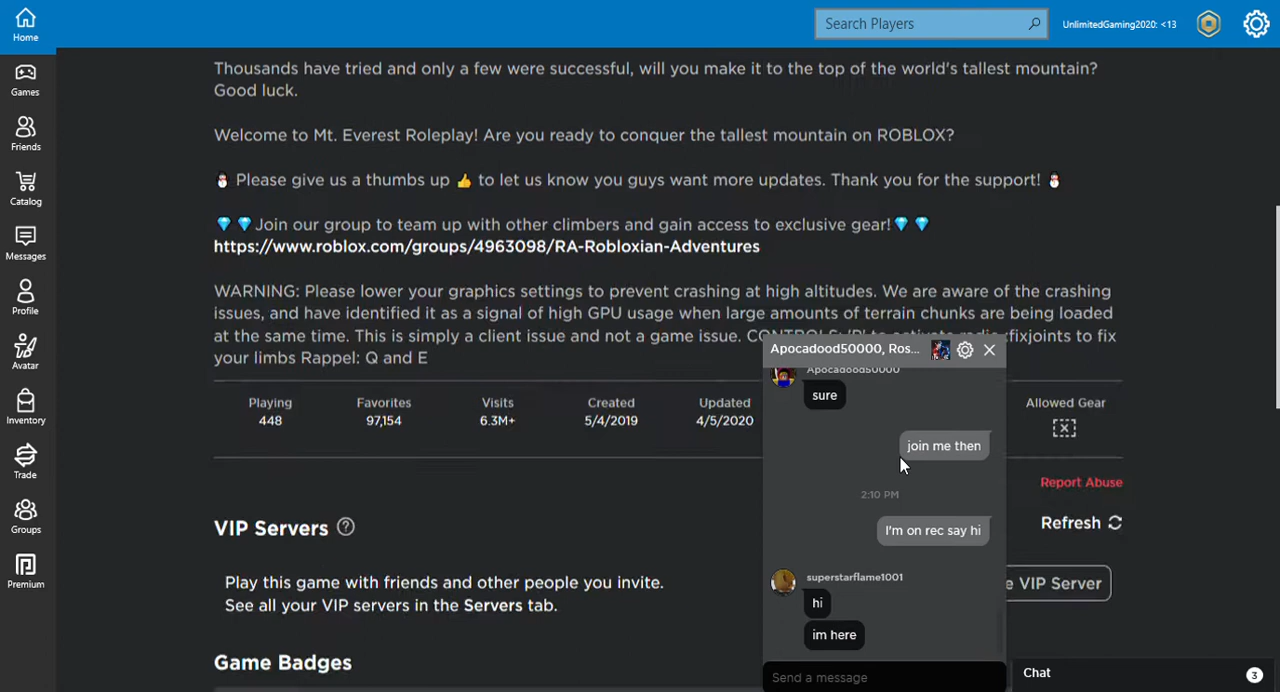 Home
Search Players
UnlimitedGaming2020: <13
Games
Friends
Catalog
Messages
Profile
Avatar
Inventory
Trade
Groups
Premium
Thousands have tried and only a few were successful, will you make it to the top of the world's tallest mountain?
Good luck.
Welcome to Mt. Everest Roleplay! Are you ready to conquer the tallest mountain on ROBLOX?
⛄ Please give us a thumbs up 👍 to let us know you guys want more updates. Thank you for the support! ⛄
💎 💎Join our group to team up with other climbers and gain access to exclusive gear!💎 💎
https://www.roblox.com/groups/4963098/RA-Robloxian-Adventures
WARNING: Please lower your graphics settings to prevent crashing at high altitudes. We are aware of the crashing
issues, and have identified it as a signal of high GPU usage when large amounts of terrain chunks are being loaded
at the same time. This is simply a client issue and not a game issue. to fix
your limbs Rappel: Q and E
Playing
448
Favorites
97,154
Visits
6.3M+
Created
5/4/2019
Updated
4/5/2020
Allowed Gear
Report Abuse
VIP Servers
Refresh
Play this game with friends and other people you invite.
See all your VIP servers in the Servers tab.
e VIP Server
Game Badges
Apocadood50000, Ros...
Apocadood50000
sure
join me then
2:10 PM
I'm on rec say hi
superstarflame1001
hi
im here
Send a message
Chat
3